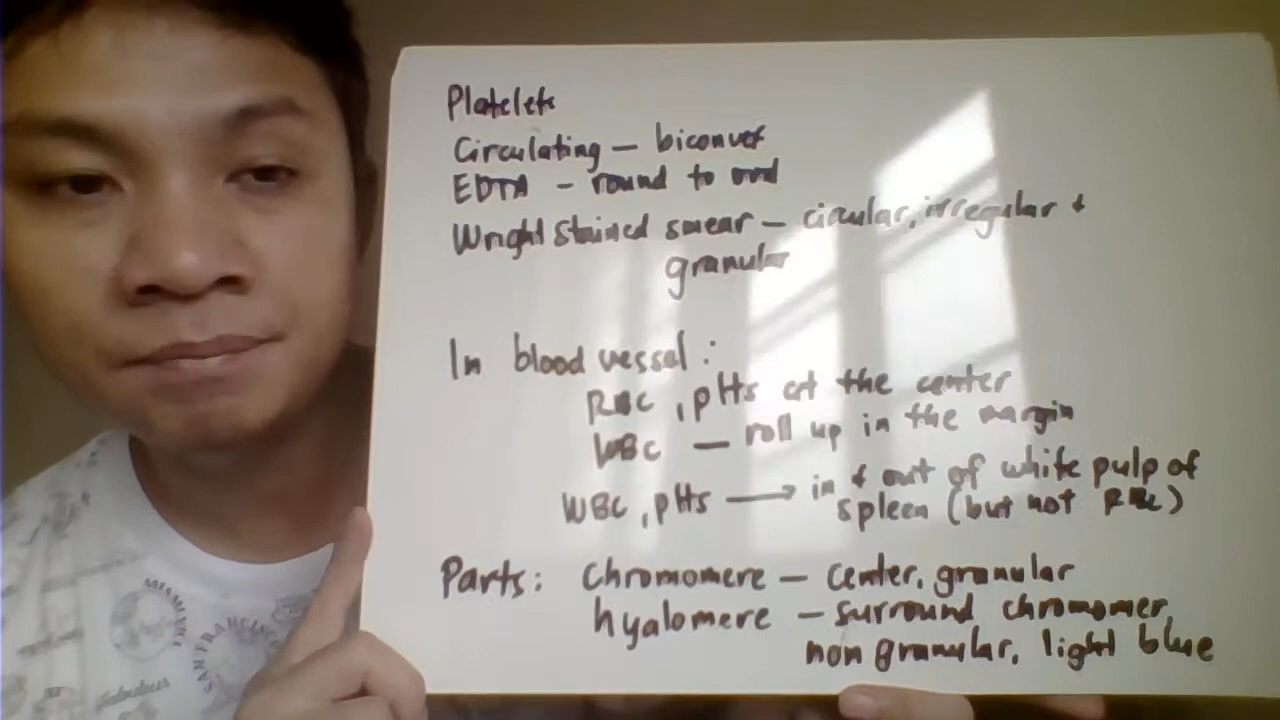 Platelets
Circulating – biconvex
EDTA – round to oval
Wright stained smear – circular, irregular +
granular
In blood vessel:
RBC, plts at the center
WBC — roll up in the margin
WBC, plts → in & out of white pulp of
spleen (but not RBC)
Parts: chromomere – center, granular
hyalomere – surround chromomer,
non granular, light blue
SAN FRANCISCO